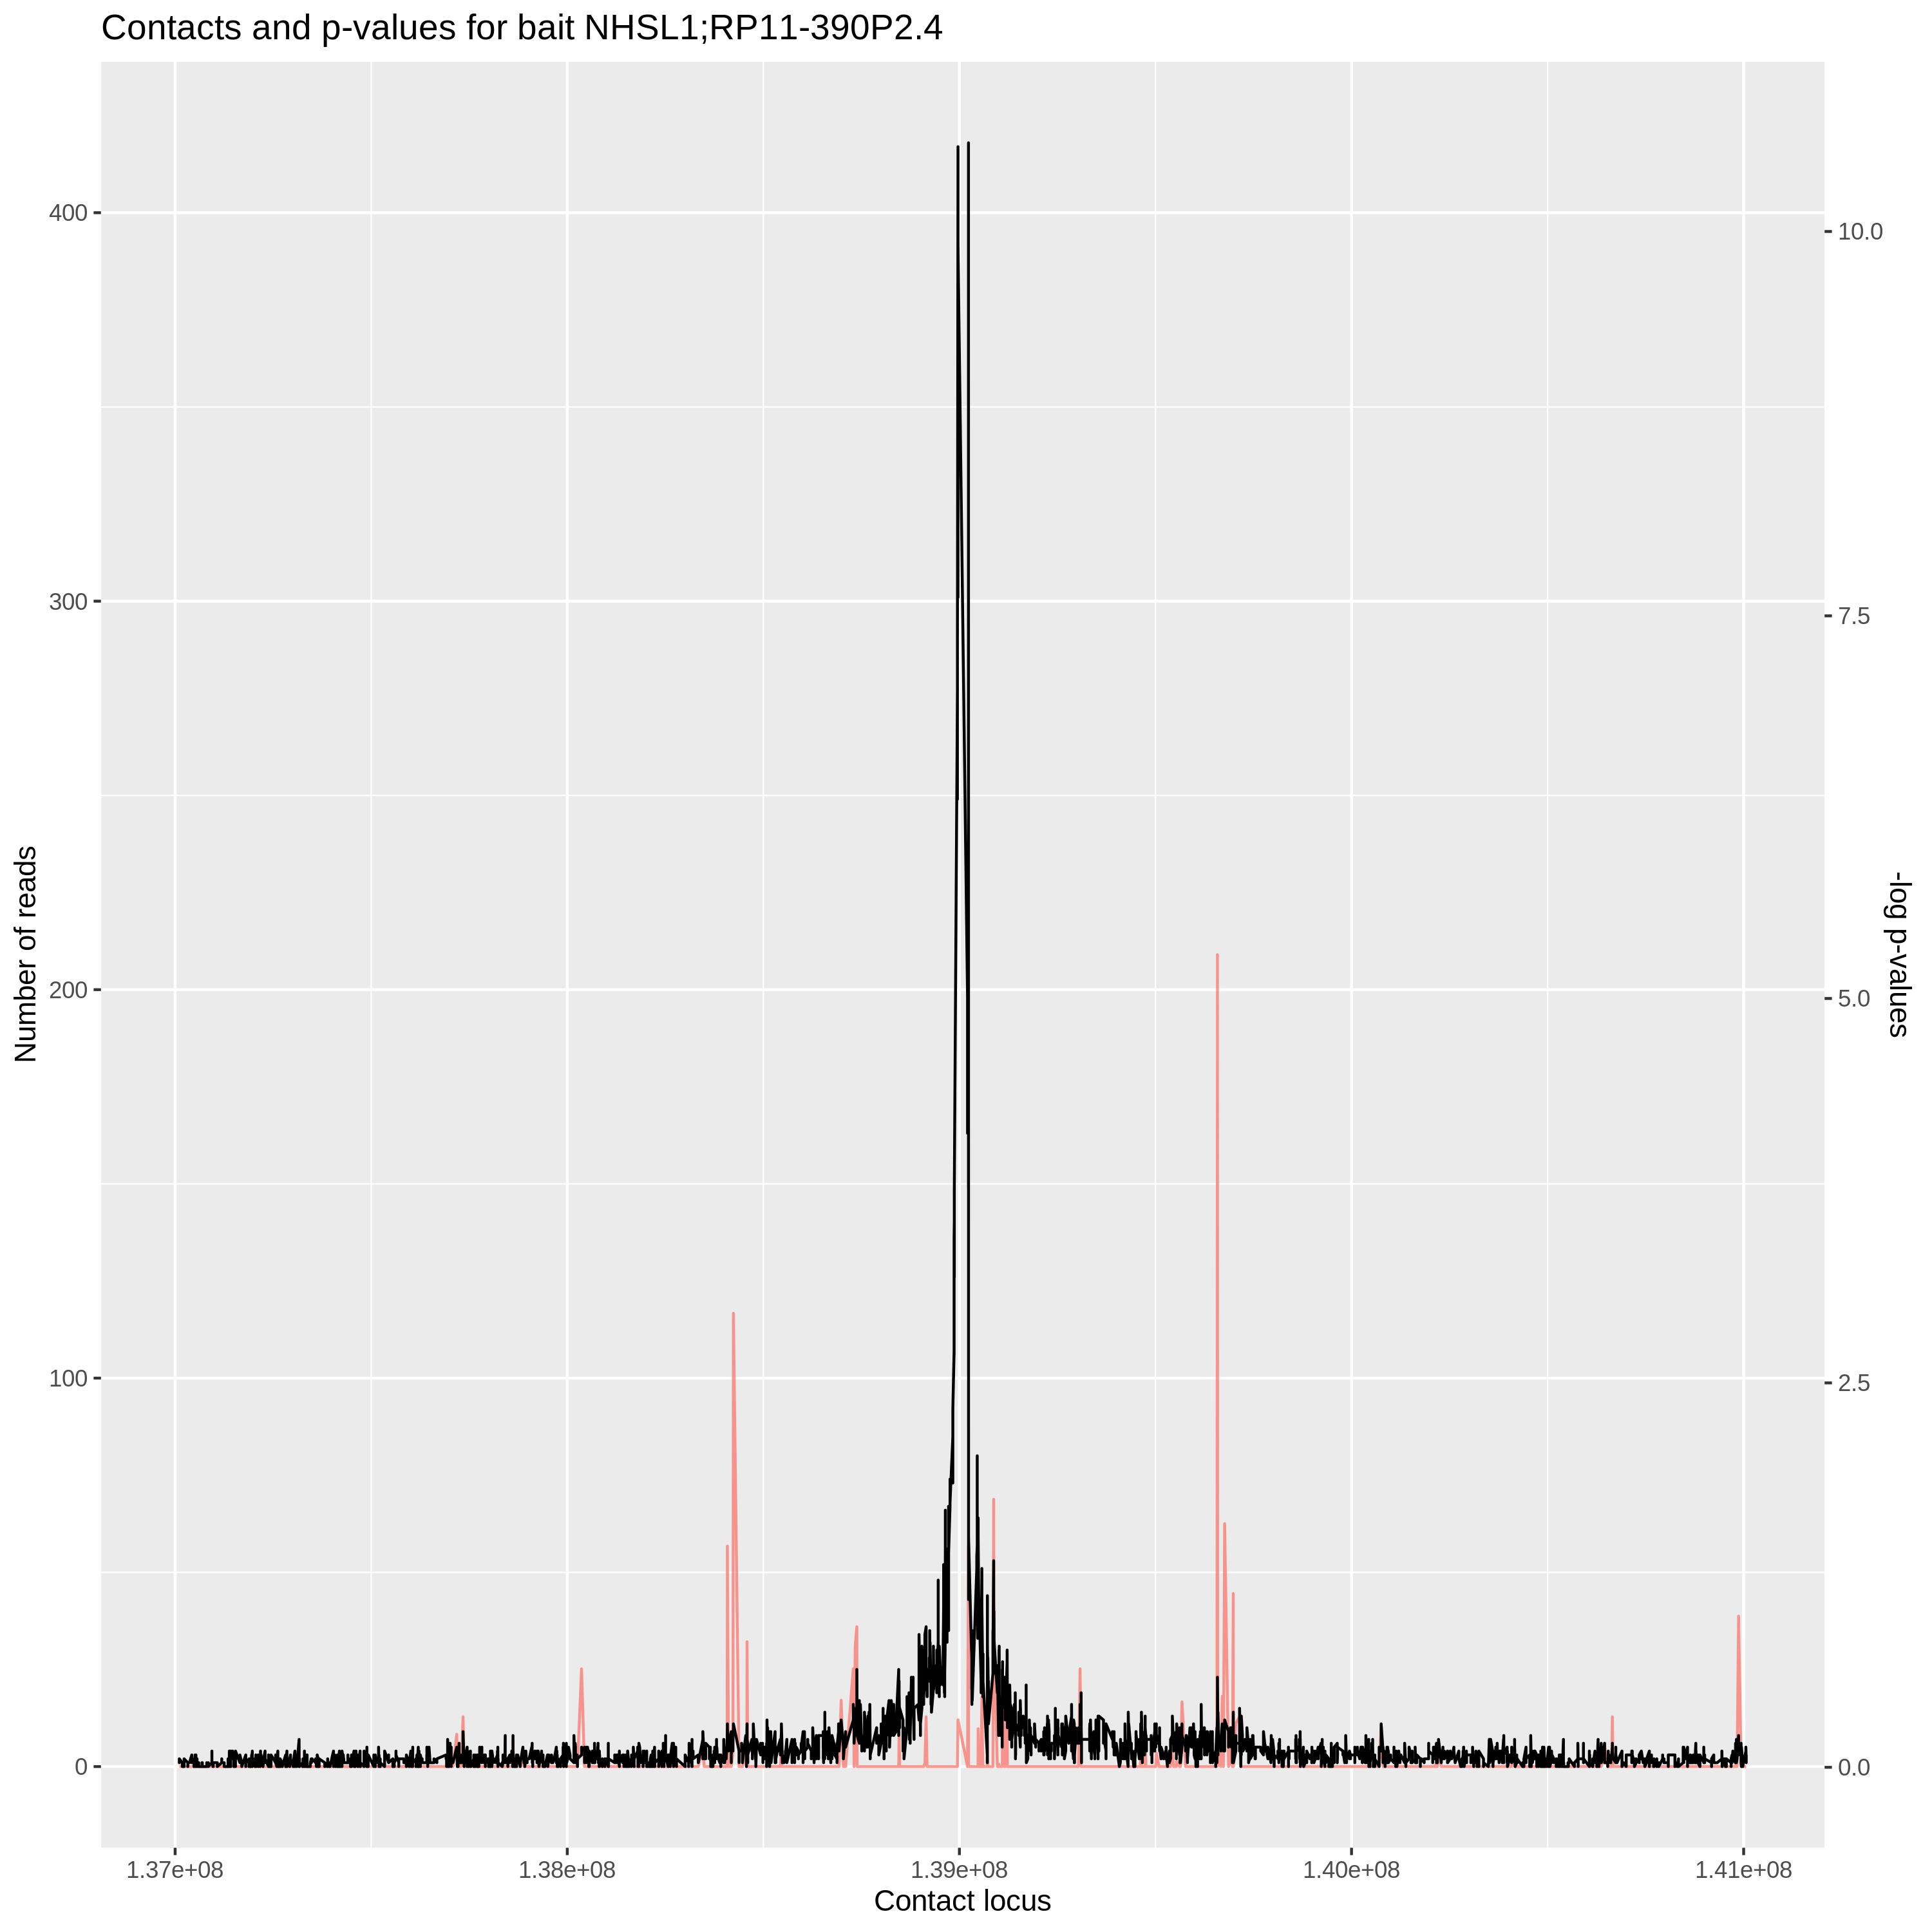 Contacts and p-values for bait NHSL1;RP11-390P2.4
400
300
200
100
0
Number of reads
10.0
7.5
5.0
2.5
0.0
-log p-values
1.37e+08 1.38e+08 1.39e+08 1.40e+08 1.41e+08
Contact locus